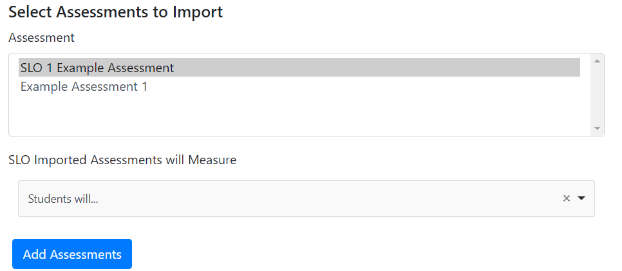 Select Assessments to Import
Assessment
SLO 1 Example Assessment
Example Assessment 1
SLO Imported Assessments will Measure
Students will...
Add Assessments